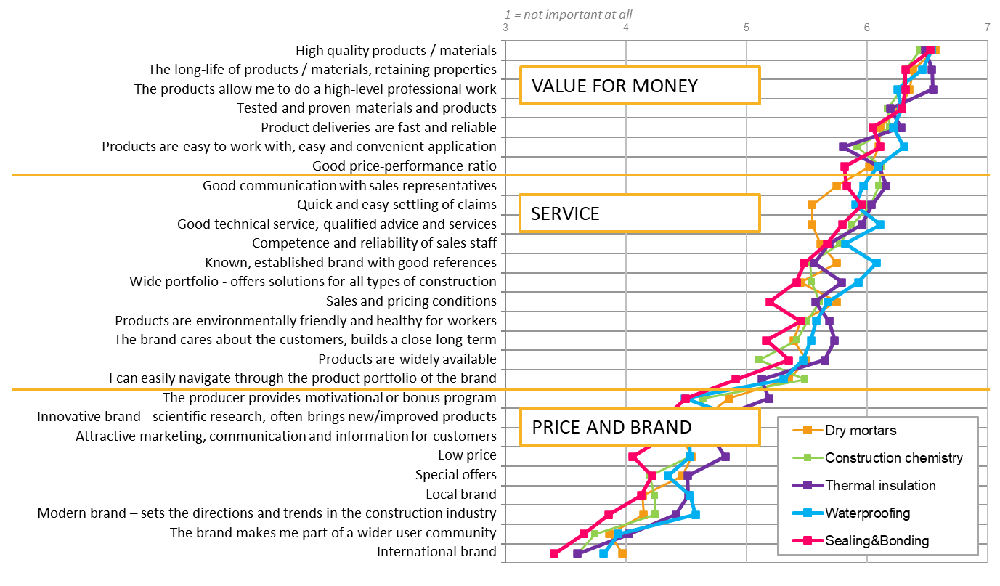 1 = not important at all
3 4 5 6 7
High quality products / materials
The long-life of products / materials, retaining properties
VALUE FOR MONEY
The products allow me to do a high-level professional work
Tested and proven materials and products
Product deliveries are fast and reliable
Products are easy to work with, easy and convenient application
Good price-performance ratio
Good communication with sales representatives
Quick and easy settling of claims
SERVICE
Good technical service, qualified advice and services
Competence and reliability of sales staff
Known, established brand with good references
Wide portfolio - offers solutions for all types of construction
Sales and pricing conditions
Products are environmentally friendly and healthy for workers
The brand cares about the customers, builds a close long-term
Products are widely available
I can easily navigate through the product portfolio of the brand
The producer provides motivational or bonus program
Innovative brand - scientific research, often brings new/improved products
PRICE AND BRAND
Attractive marketing, communication and information for customers
Low price
Special offers
Local brand
Modern brand – sets the directions and trends in the construction industry
The brand makes me part of a wider user community
International brand
Dry mortars
Construction chemistry
Thermal insulation
Waterproofing
Sealing&Bonding